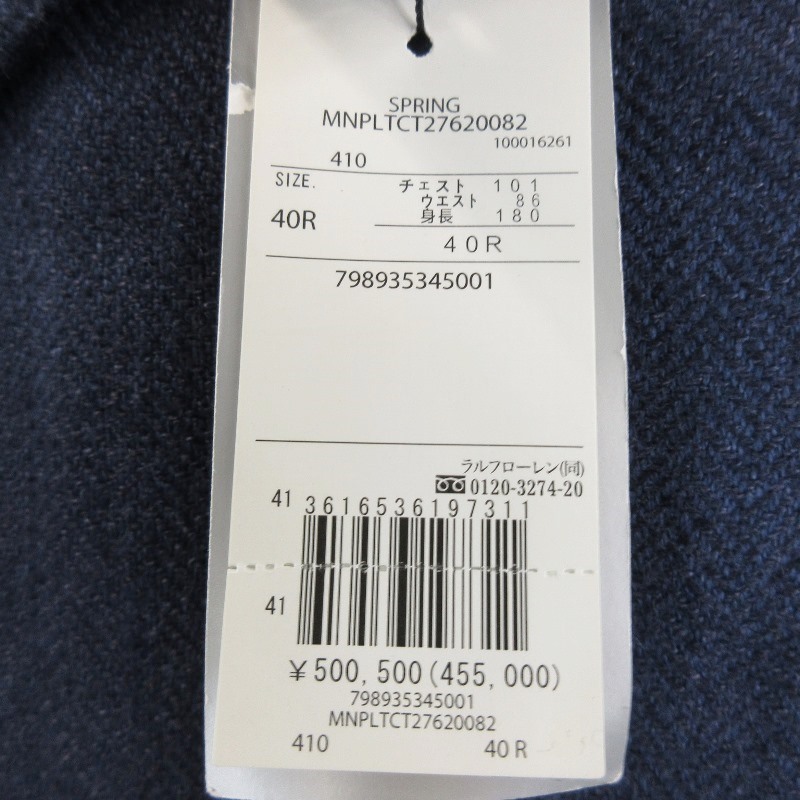 SPRING
MNPLTCT27620082
100016261
410
SIZE.
チェスト 101
ウエスト 86
40R
身長 180
40R
798935345001
ラルフローレン(同)
0120-3274-20
41
3616536197311
41
¥500,500(455,000)
798935345001
MNPLTCT27620082
410 40R